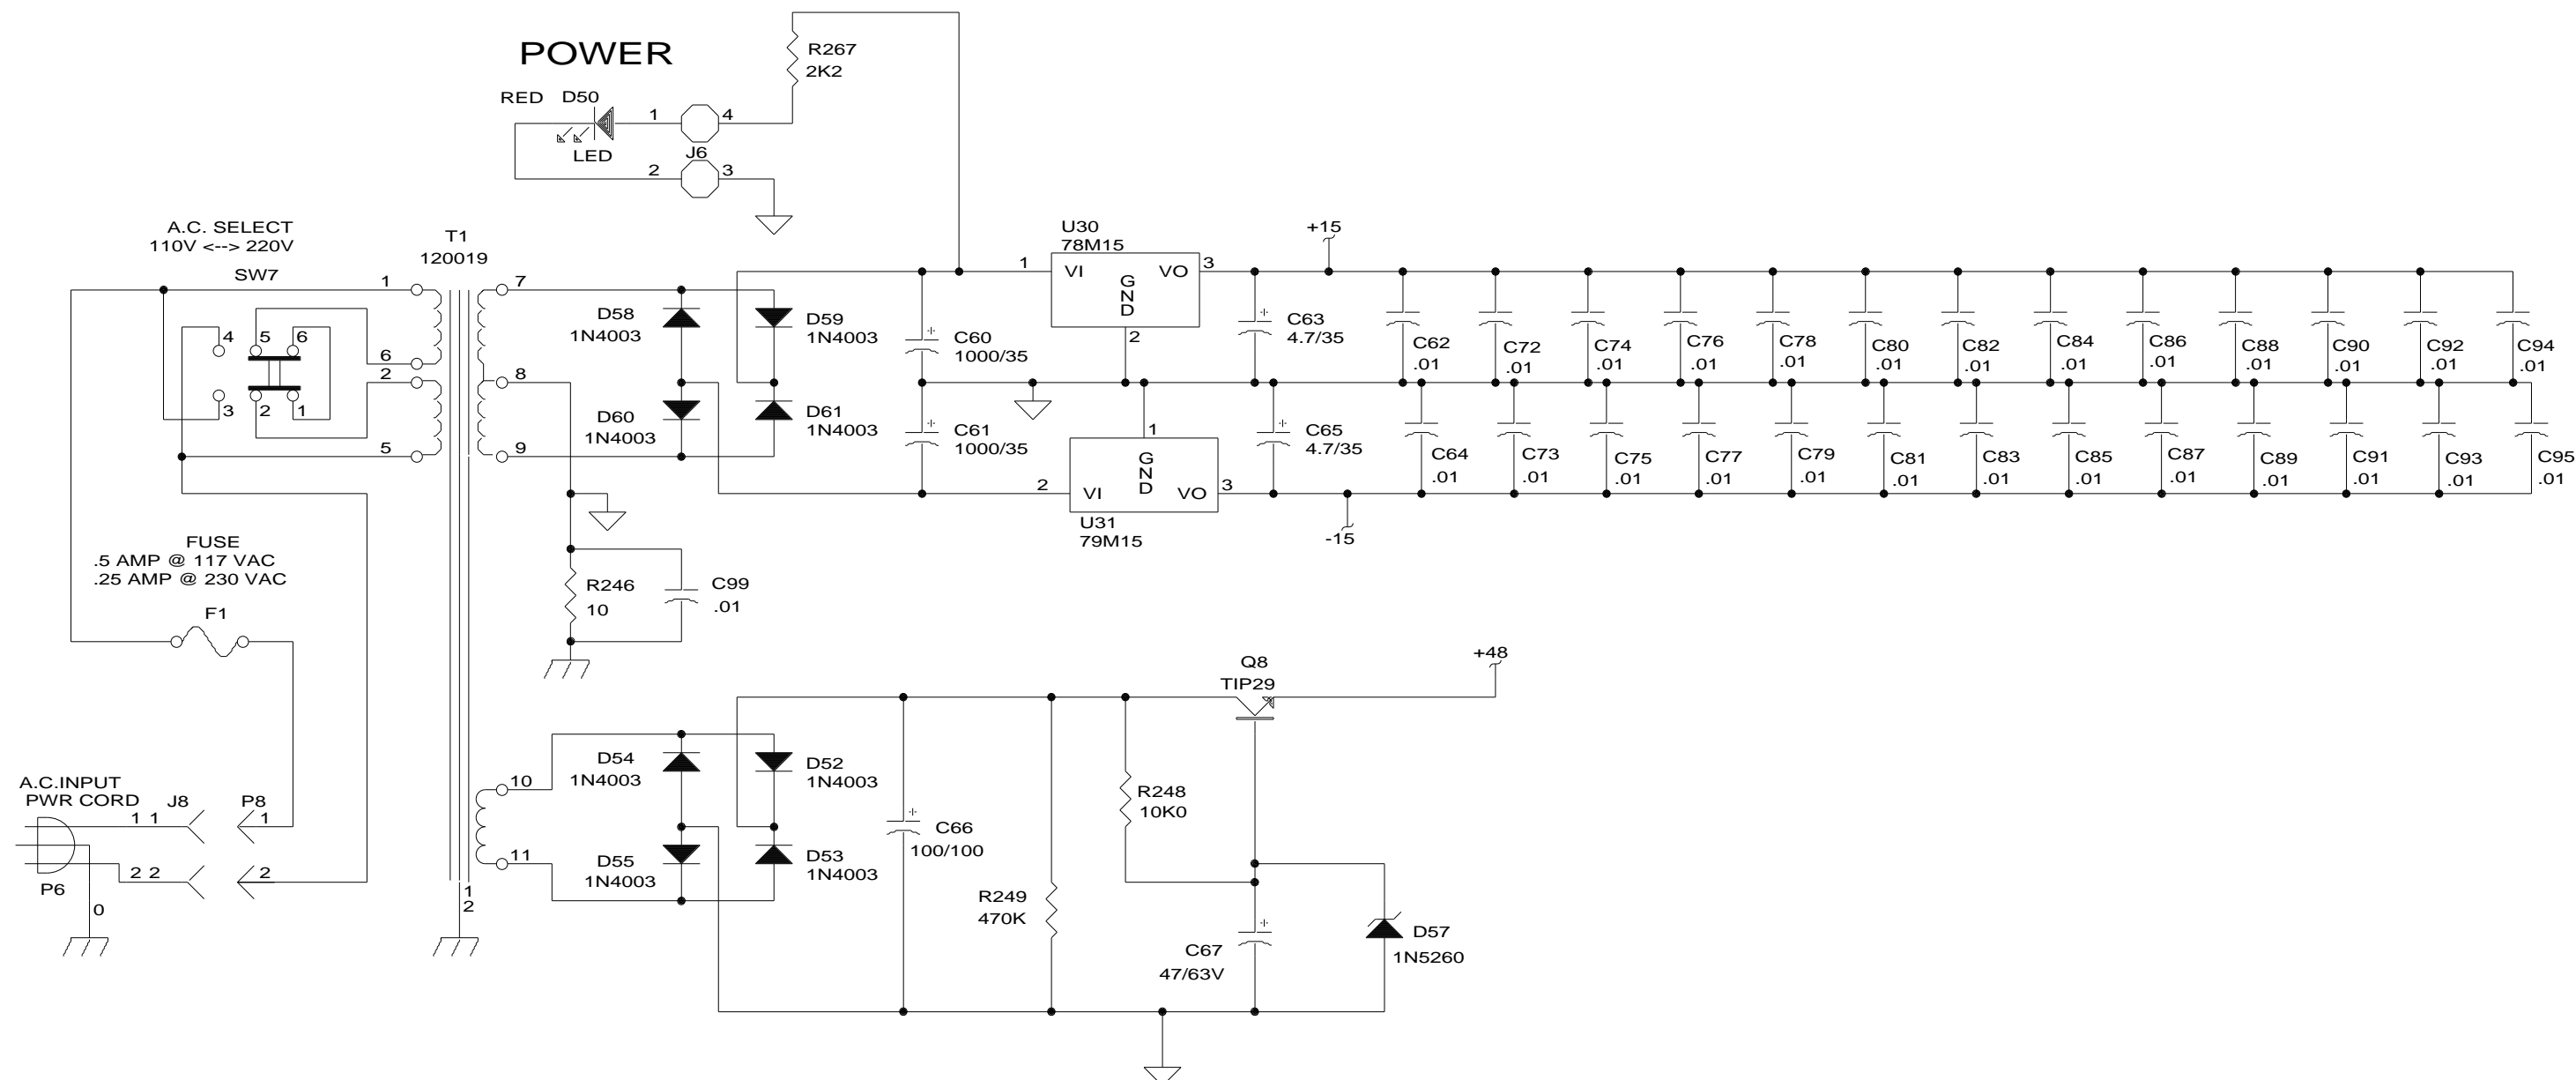 POWER
R267
2K2
RED D50
1
4
LED
J6
2
3
A.C. SELECT
110V <--> 220V
SW7
T1
120019
1
7
4
5
6
6
2
8
3
2
1
5
9
D58
1N4003
D59
1N4003
D60
1N4003
D61
1N4003
C60
1000/35
C61
1000/35
U30
78M15
1
VI
VO
3
GND
2
+15
C63
4.7/35
C65
4.7/35
1
GND
2
VI
VO
3
U31
79M15
-15
C62
.01
C72
.01
C74
.01
C76
.01
C78
.01
C80
.01
C82
.01
C84
.01
C86
.01
C88
.01
C90
.01
C92
.01
C94
.01
C64
.01
C73
.01
C75
.01
C77
.01
C79
.01
C81
.01
C83
.01
C85
.01
C87
.01
C89
.01
C91
.01
C93
.01
C95
.01
FUSE
.5 AMP @ 117 VAC
.25 AMP @ 230 VAC
F1
R246
10
C99
.01
A.C.INPUT
PWR CORD
J8
P8
1 1
1
2 2
2
P6
0
10
11
1
2
D54
1N4003
D52
1N4003
D55
1N4003
D53
1N4003
C66
100/100
R249
470K
R248
10K0
Q8
TIP29
+48
C67
47/63V
D57
1N5260